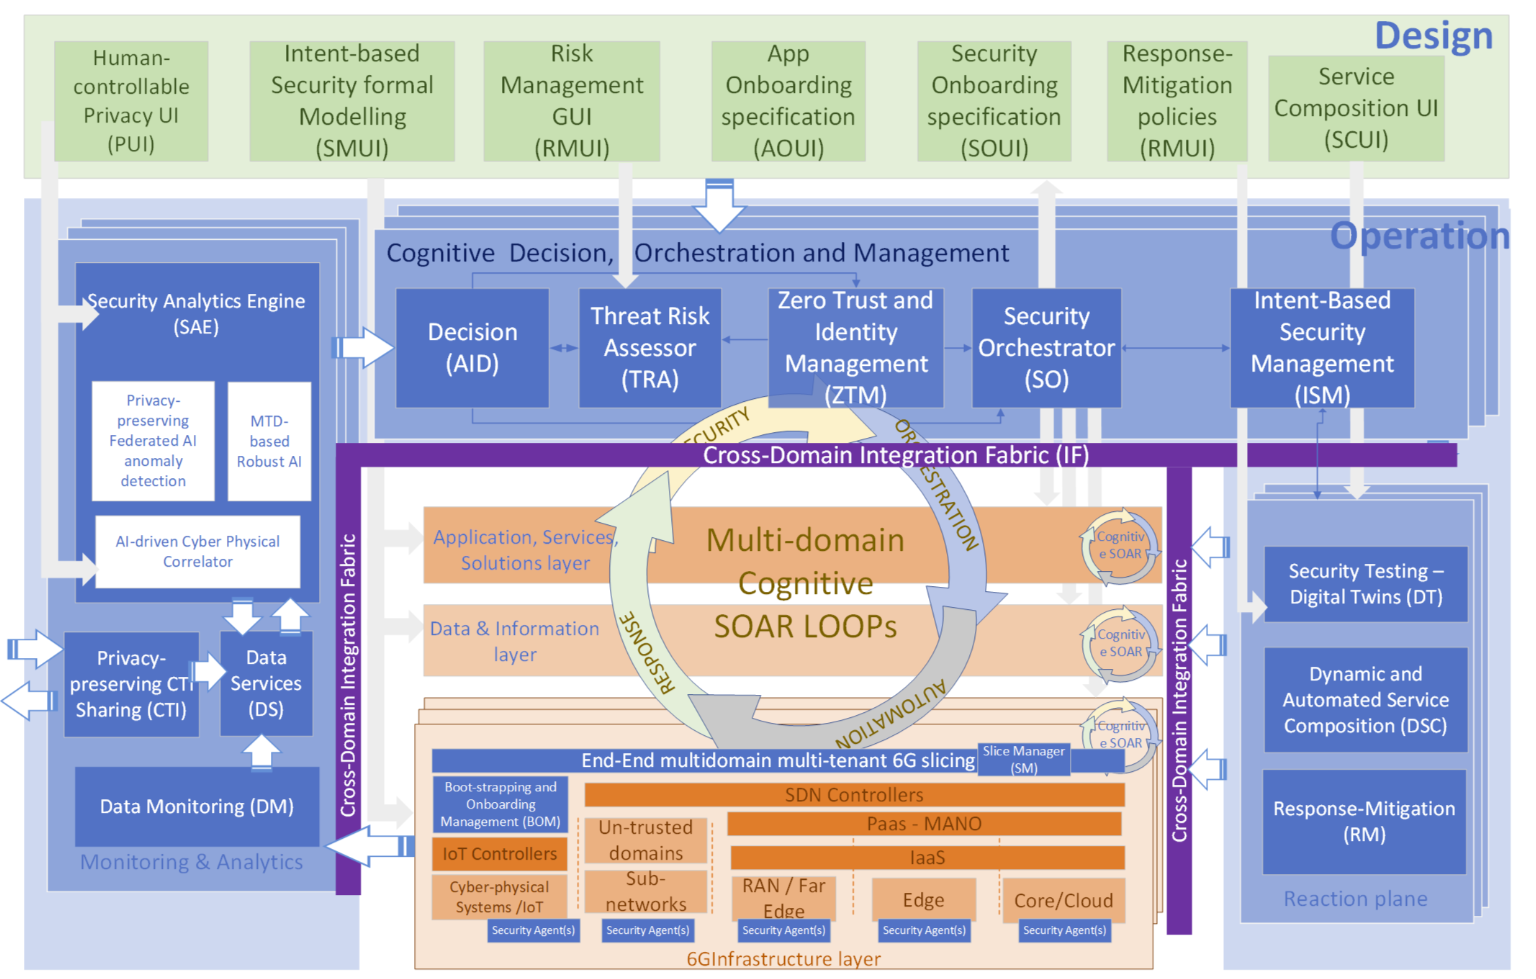 Design
Human-
controllable
Privacy UI
(PUI)
Intent-based
Security formal
Modelling
(SMUI)
Risk
Management
GUI
(RMUI)
App
Onboarding
specification
(AOUI)
Security
Onboarding
specification
(SOUI)
Response-
Mitigation
policies
(RMUI)
Service
Composition UI
(SCUI)
Operation
Cognitive Decision, Orchestration and Management
Security Analytics Engine
(SAE)
Privacy-
preserving
Federated AI
anomaly
detection
MTD-
based
Robust AI
AI-driven Cyber Physical
Correlator
Decision
(AID)
Threat Risk
Assessor
(TRA)
Zero Trust and
Identity
Management
(ZTM)
Security
Orchestrator
(SO)
Intent-Based
Security
Management
(ISM)
Cross-Domain Integration Fabric (IF)
Cross-Domain Integration Fabric
Cross-Domain Integration Fabric
ECURITY
ORCHESTRATION
AUTOMATION
RESPONSE
Multi-domain
Cognitive
SOAR LOOPs
Application, Services,
Solutions layer
Cognitiv
e SOAR
Data & Information
layer
Cognitiv
e SOAR
Cognitiv
e SOAR
Privacy-
preserving CTI
Sharing (CTI)
Data
Services
(DS)
Data Monitoring (DM)
Monitoring & Analytics
End-End multidomain multi-tenant 6G slicing
Slice Manager
(SM)
Boot-strapping and
Onboarding
Management (BOM)
SDN Controllers
Un-trusted
domains
Paas - MANO
IoT Controllers
IaaS
Cyber-physical
Systems /IoT
Sub-
networks
RAN / Far
Edge
Edge
Core/Cloud
Security Agent(s)
Security Agent(s)
Security Agent(s)
Security Agent(s)
Security Agent(s)
6GInfrastructure layer
Security Testing –
Digital Twins (DT)
Dynamic and
Automated Service
Composition (DSC)
Response-Mitigation
(RM)
Reaction plane